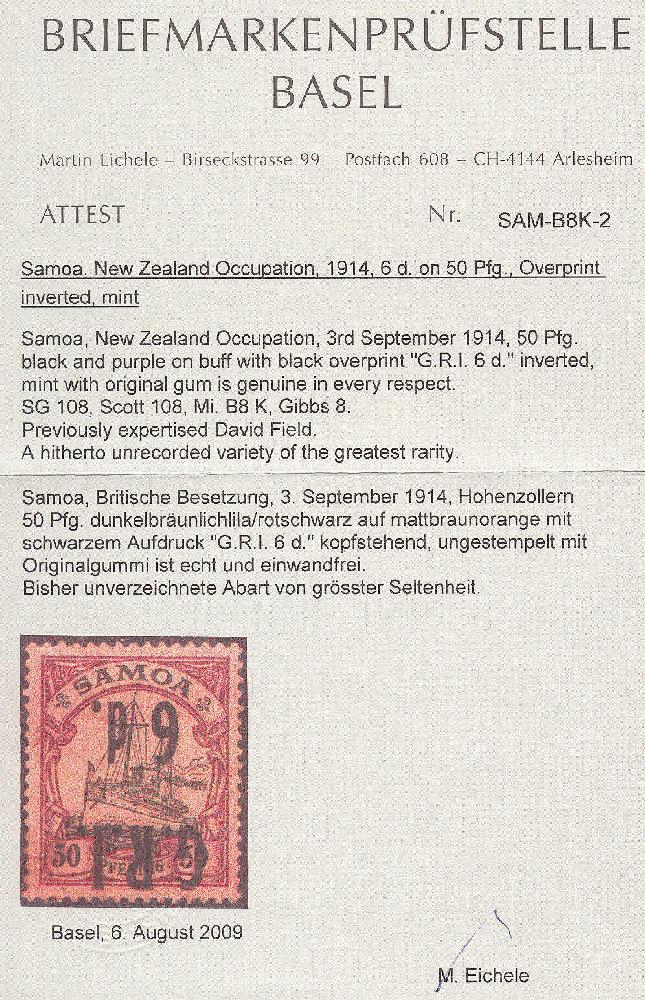 BRIEFMARKENPRÜFSTELLE
BASEL
Martin Eichele – Birseckstrasse 99 Postfach 608 – CH-4144 Arlesheim
ATTEST Nr. SAM-B8K-2
Samoa. New Zealand Occupation, 1914, 6 d. on 50 Pfg., Overprint
inverted, mint
Samoa, New Zealand Occupation, 3rd September 1914, 50 Pfg.
black and purple on buff with black overprint "G.R.I. 6 d." inverted,
mint with original gum is genuine in every respect.
SG 108, Scott 108, Mi. B8 K, Gibbs 8.
Previously expertised David Field.
A hitherto unrecorded variety of the greatest rarity.
Samoa, Britische Besetzung, 3. September 1914, Hohenzollern
50 Pfg. dunkelbräunlichlila/rotschwarz auf mattbraunorange mit
schwarzem Aufdruck "G.R.I. 6 d." kopfstehend, ungestempelt mit
Originalgummi ist echt und einwandfrei.
Bisher unverzeichnete Abart von grösster Seltenheit.
SAMOA
6 d.
G.R.I.
50 PFENNIG 50
Basel, 6. August 2009
M. Eichele